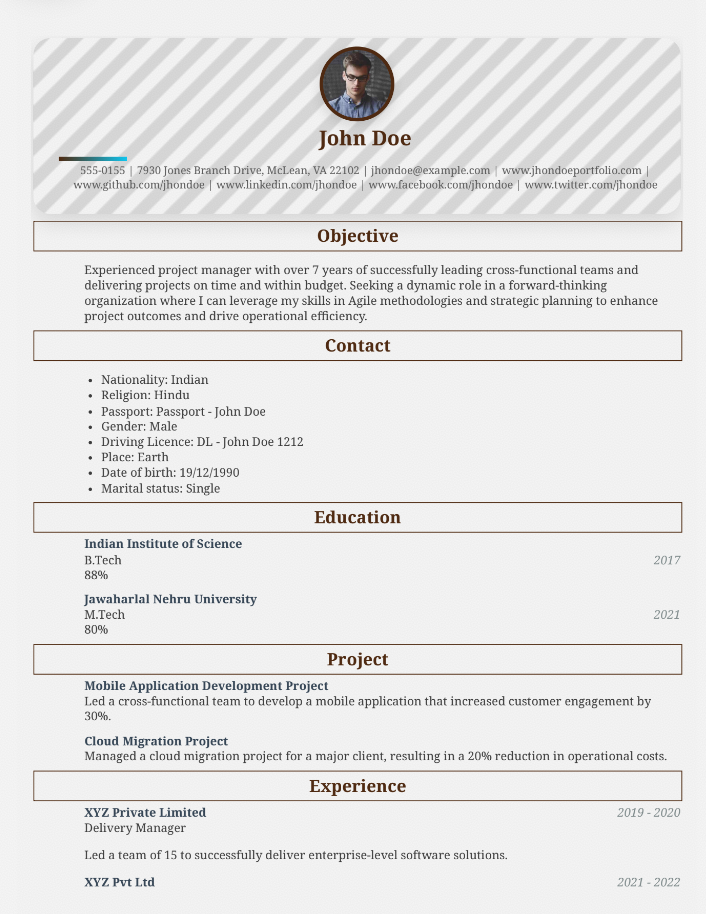 John Doe
555-0155 | 7930 Jones Branch Drive, McLean, VA 22102 | jhondoe@example.com | www.jhondoeportfolio.com |
www.github.com/jhondoe | www.linkedin.com/jhondoe | www.facebook.com/jhondoe | www.twitter.com/jhondoe
Objective
Experienced project manager with over 7 years of successfully leading cross-functional teams and
delivering projects on time and within budget. Seeking a dynamic role in a forward-thinking
organization where I can leverage my skills in Agile methodologies and strategic planning to enhance
project outcomes and drive operational efficiency.
Contact
• Nationality: Indian
• Religion: Hindu
• Passport: Passport - John Doe
• Gender: Male
• Driving Licence: DL - John Doe 1212
• Place: Earth
• Date of birth: 19/12/1990
• Marital status: Single
Education
Indian Institute of Science
B.Tech 2017
88%
Jawaharlal Nehru University
M.Tech 2021
80%
Project
Mobile Application Development Project
Led a cross-functional team to develop a mobile application that increased customer engagement by
30%.
Cloud Migration Project
Managed a cloud migration project for a major client, resulting in a 20% reduction in operational costs.
Experience
XYZ Private Limited 2019 - 2020
Delivery Manager
Led a team of 15 to successfully deliver enterprise-level software solutions.
XYZ Pvt Ltd 2021 - 2022